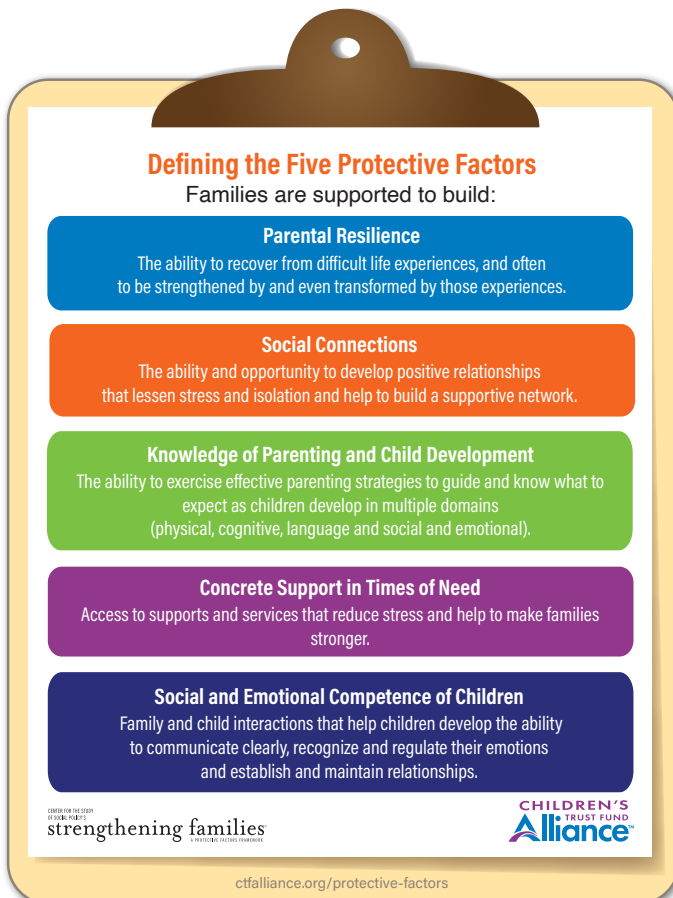 Defining the Five Protective Factors
Families are supported to build:
Parental Resilience
The ability to recover from difficult life experiences, and often
to be strengthened by and even transformed by those experiences.
Social Connections
The ability and opportunity to develop positive relationships
that lessen stress and isolation and help to build a supportive network.
Knowledge of Parenting and Child Development
The ability to exercise effective parenting strategies to guide and know what to
expect as children develop in multiple domains
(physical, cognitive, language and social and emotional).
Concrete Support in Times of Need
Access to supports and services that reduce stress and help to make families
stronger.
Social and Emotional Competence of Children
Family and child interactions that help children develop the ability
to communicate clearly, recognize and regulate their emotions
and establish and maintain relationships.
CENTER FOR THE STUDY
OF SOCIAL POLICY'S
strengthening families
A PROTECTIVE FACTORS FRAMEWORK
CHILDREN'S
TRUST FUND
Alliance™
ctfalliance.org/protective-factors